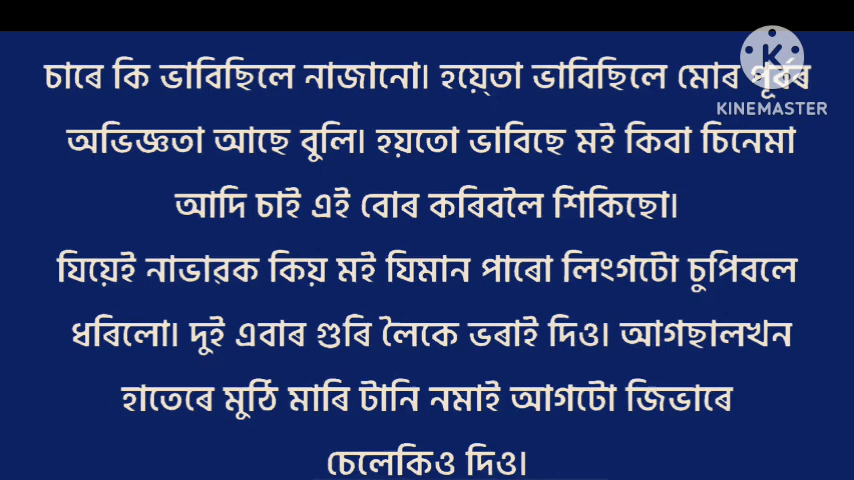 চাৰে কি ভাবিছিলে নাজানো। হয়্তো ভাবিছিলে মোৰ পূৰ্বৰ
KINEMASTER
অভিজ্ঞতা আছে বুলি। হয়তো ভাবিছে মই কিবা চিনেমা
আদি চাই এই বোৰ কৰিবলৈ শিকিছো।
যিয়েই নাভাৱক কিয় মই যিমান পাৰো লিংগটো চুপিবলে
ধৰিলো। দুই এবাৰ গুৰি লৈকে ভৰাই দিও। আগছালখন
হাতেৰে মুঠি মাৰি টানি নমাই আগটো জিভাৰে
চেলেকিও দিও।